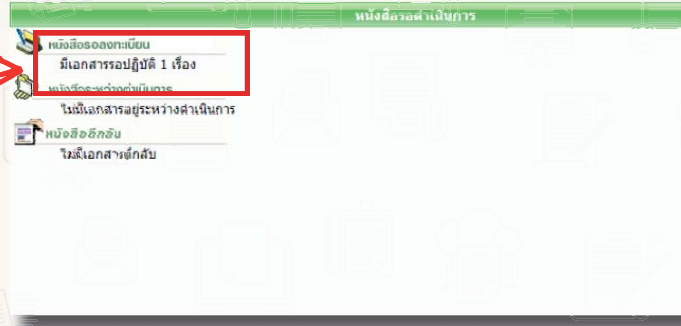 หนังสือรอดำเนินการ
หนังสือรอลงทะเบียน
มีเอกสารรอปฏิบัติ 1 เรื่อง
หนังสือระหว่างดำเนินการ
ไม่มีเอกสารอยู่ระหว่างดำเนินการ
หนังสือตีกลับ
ไม่มีเอกสารตีกลับ